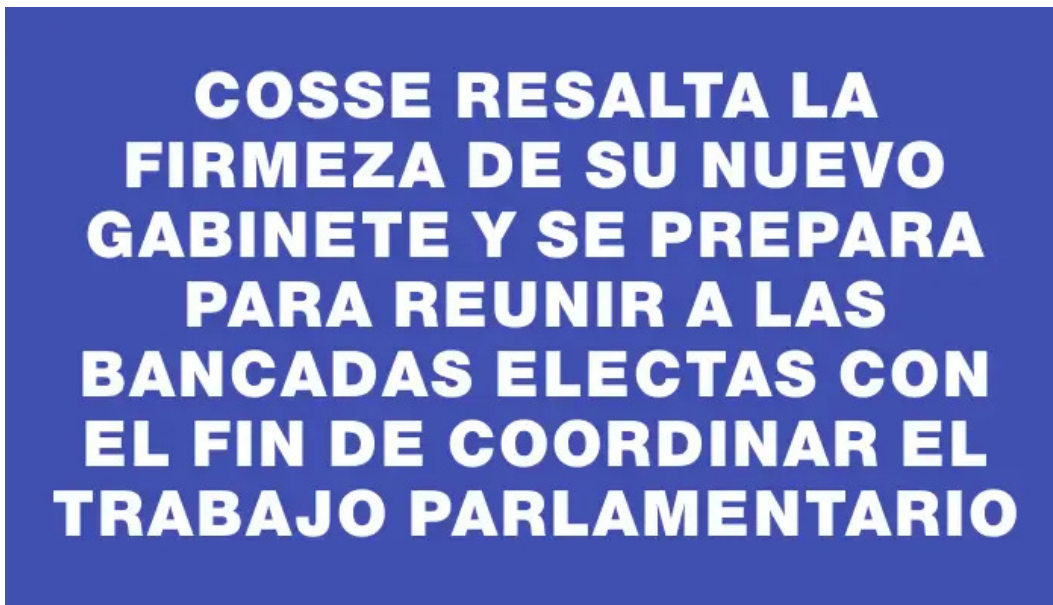 COSSE RESALTA LA
FIRMEZA DE SU NUEVO
GABINETE Y SE PREPARA
PARA REUNIR A LAS
BANCADAS ELECTAS CON
EL FIN DE COORDINAR EL
TRABAJO PARLAMENTARIO